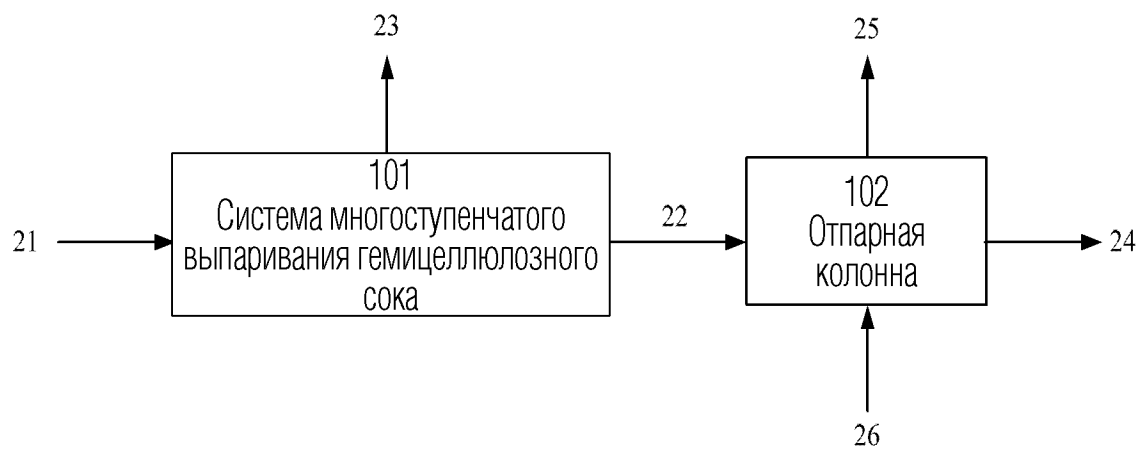 23
25
101
Система многоступенчатого
выпаривания гемицеллюлозного
сока
21
22
102
Отпарная
колонна
24
26